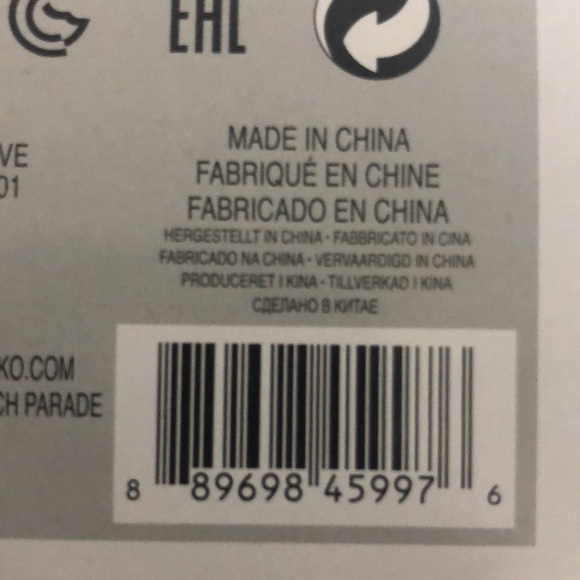 EHC
VE
01
MADE IN CHINA
FABRIQUÉ EN CHINE
FABRICADO EN CHINA
HERGESTELLT IN CHINA • FABBRICATO IN CINA
FABRICADO NA CHINA • VERVAARDIGD IN CHINA
PRODUCERET I KINA • TILLVERKAD I KINA
СДЕЛАНО В КИТАЕ
KO.COM
CH PARADE
8 89698 45997 6